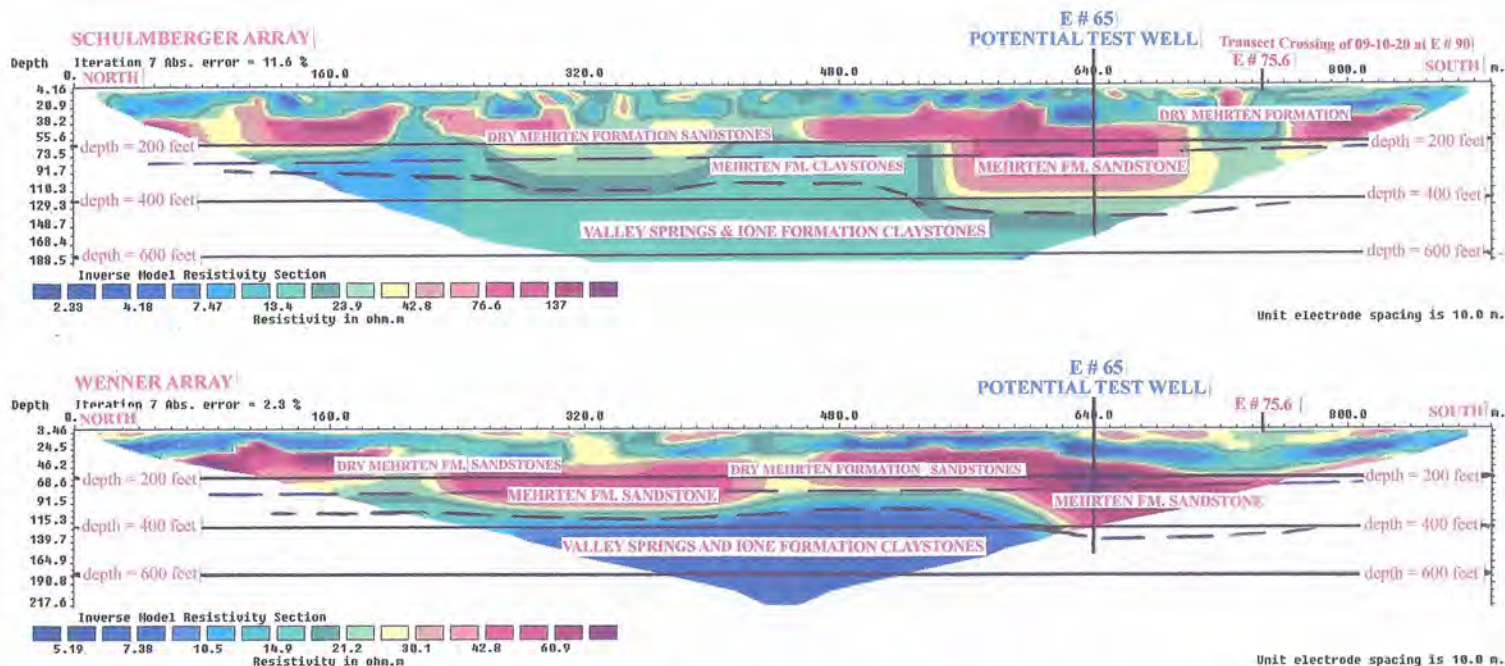 E # 65
POTENTIAL TEST WELL
SCHULMBERGER ARRAY
Transect Crossing of 09-10-20 at E # 90
Depth Iteration 7 Abs. error = 11.6 %
E # 75.6
0. NORTH 160.0 320.0 480.0 640.0 800.0 SOUTH m.
4.16
20.9
38.2
DRY MEHRTEN FORMATION
55.6
DRY MEHRTEN FORMATION SANDSTONES
depth = 200 feet
depth = 200 feet
73.5
91.7
MEHRTEN FM. CLAYSTONES
MEHRTEN FM. SANDSTONE
110.3
129.3
depth = 400 feet
depth = 400 feet
148.7
VALLEY SPRINGS & IONE FORMATION CLAYSTONES
168.4
188.5
depth = 600 feet
depth = 600 feet
Inverse Model Resistivity Section
2.33 4.18 7.47 13.4 23.9 42.8 76.6 137
Resistivity in ohm.m
Unit electrode spacing is 10.0 m.
E # 65
POTENTIAL TEST WELL
WENNER ARRAY
Depth Iteration 7 Abs. error = 2.3 %
E # 75.6
0. NORTH 160.0 320.0 480.0 640.0 800.0 SOUTH m.
3.46
24.5
46.2
DRY MEHRTEN FM. SANDSTONES
DRY MEHRTEN FORMATION SANDSTONES
68.6
depth = 200 feet
depth = 200 feet
91.5
MEHRTEN FM. SANDSTONE
MEHRTEN FM. SANDSTONE
115.3
depth = 400 feet
depth = 400 feet
139.7
VALLEY SPRINGS AND IONE FORMATION CLAYSTONES
164.9
190.8
depth = 600 feet
depth = 600 feet
217.6
Inverse Model Resistivity Section
5.19 7.38 10.5 14.9 21.2 30.1 42.8 60.9
Resistivity in ohm.m
Unit electrode spacing is 10.0 m.